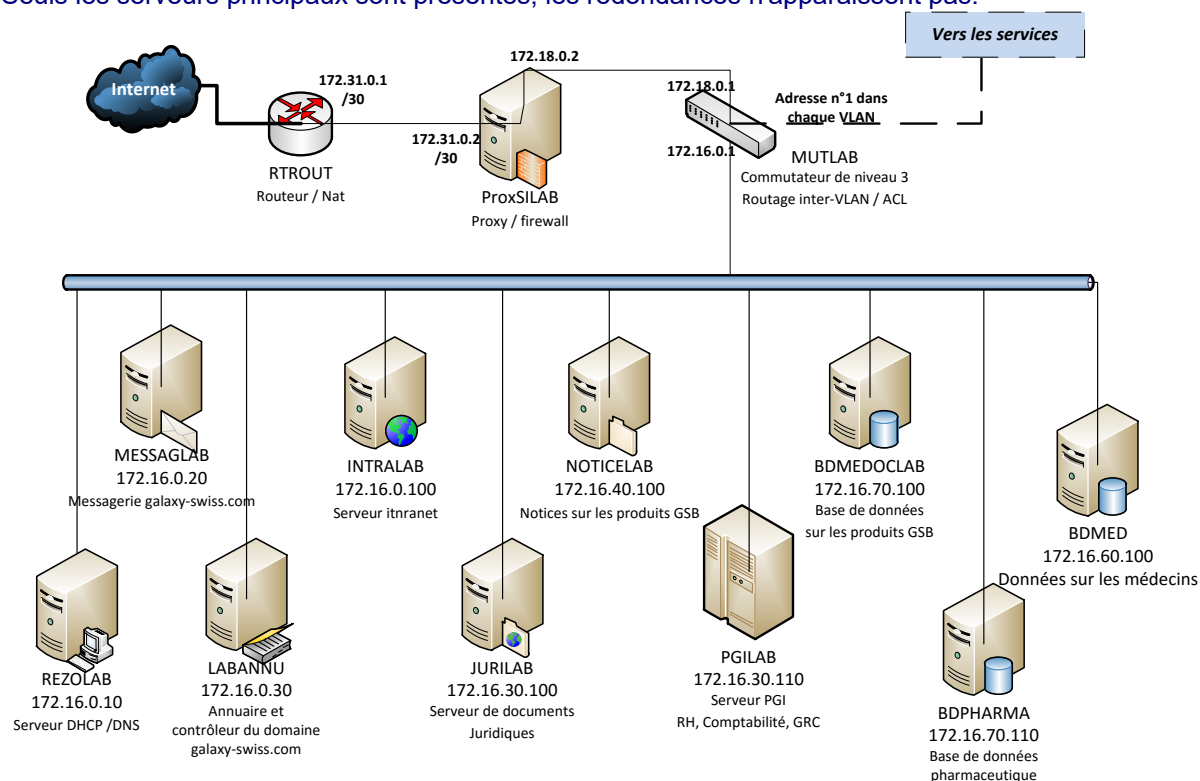 Seuls les serveurs principaux sont présentés, les redondances n'apparaissent pas.
Vers les services
172.18.0.2
Internet
172.31.0.1
/30
172.18.0.1
Adresse n°1 dans
chaque VLAN
172.31.0.2
/30
172.16.0.1
RTROUT
Routeur / Nat
ProxSILAB
Proxy / firewall
MUTLAB
Commutateur de niveau 3
Routage inter-VLAN / ACL
MESSAGLAB
172.16.0.20
Messagerie galaxy-swiss.com
INTRALAB
172.16.0.100
Serveur itnranet
NOTICELAB
172.16.40.100
Notices sur les produits GSB
BDMEDOCLAB
172.16.70.100
Base de données
sur les produits GSB
BDMED
172.16.60.100
Données sur les médecins
REZOLAB
172.16.0.10
Serveur DHCP /DNS
LABANNU
172.16.0.30
Annuaire et
contrôleur du domaine
galaxy-swiss.com
JURILAB
172.16.30.100
Serveur de documents
Juridiques
PGILAB
172.16.30.110
Serveur PGI
RH, Comptabilité, GRC
BDPHARMA
172.16.70.110
Base de données
pharmaceutique